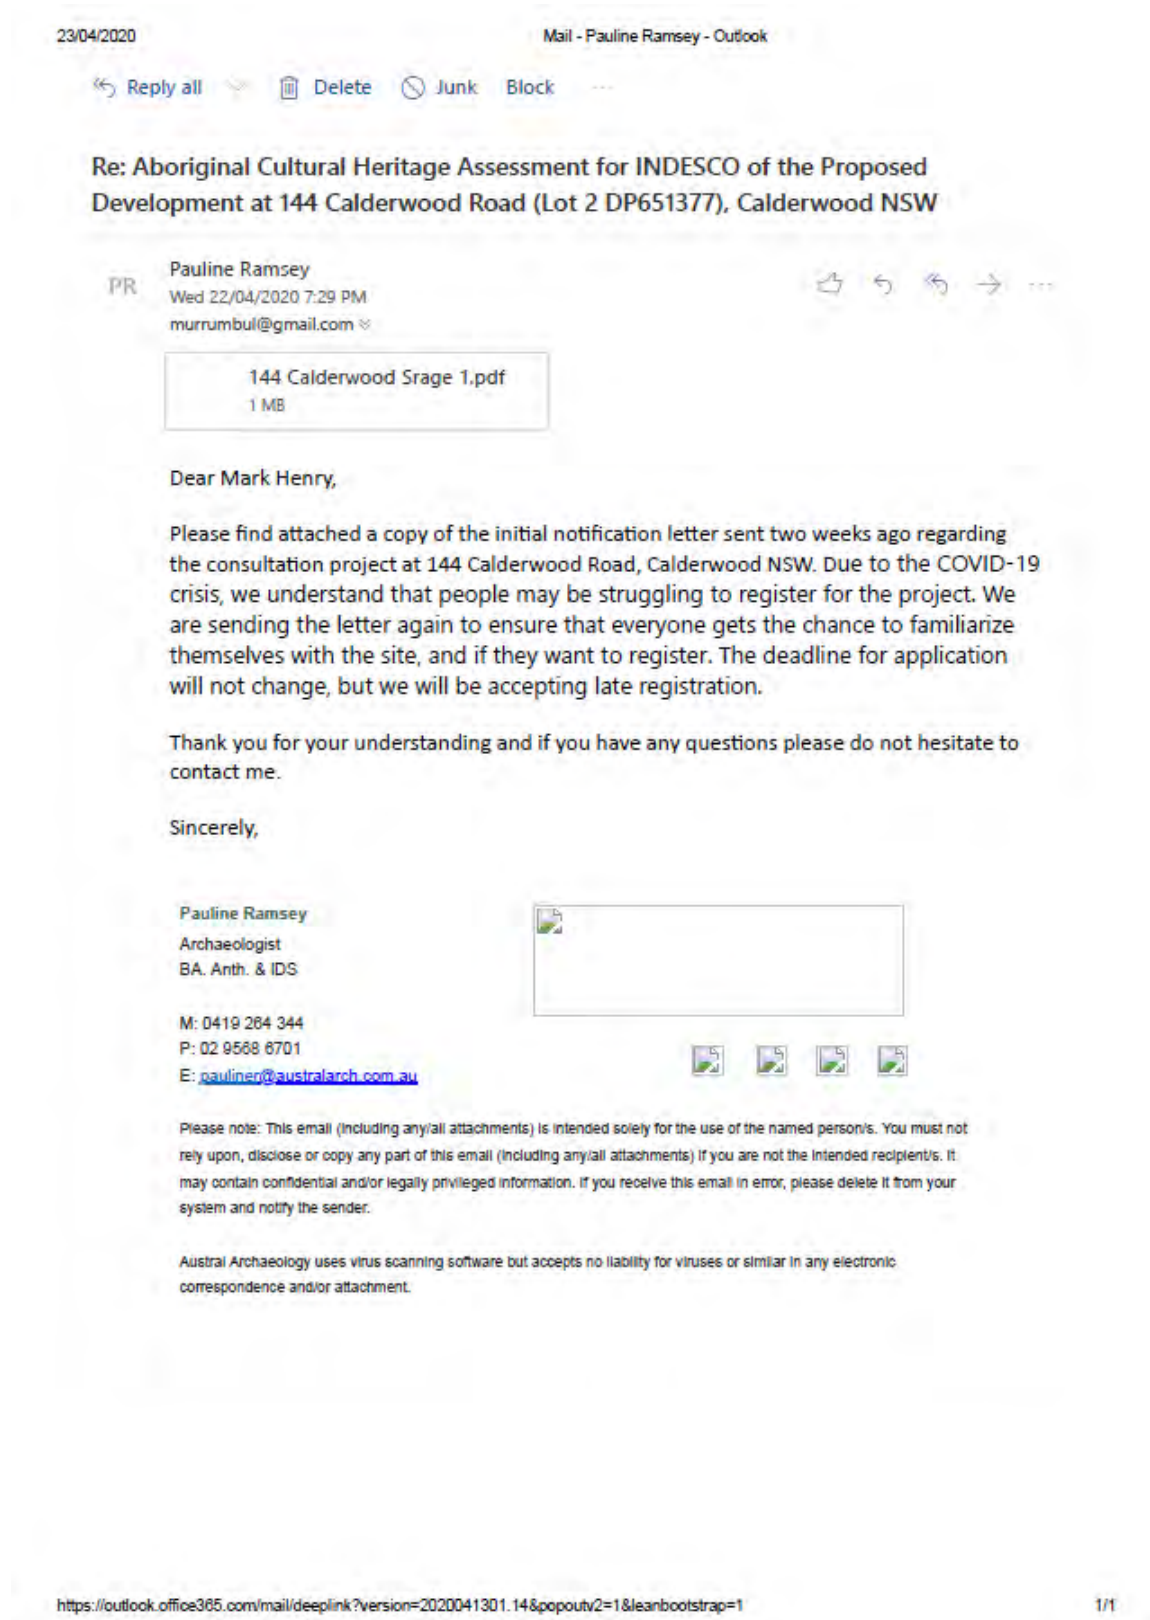 23/04/2020 Mail - Pauline Ramsey - Outlook
Reply all Delete Junk Block ...
Re: Aboriginal Cultural Heritage Assessment for INDESCO of the Proposed
Development at 144 Calderwood Road (Lot 2 DP651377), Calderwood NSW
PR
Pauline Ramsey
Wed 22/04/2020 7:29 PM
murrumbul@gmail.com
144 Calderwood Srage 1.pdf
1 MB
Dear Mark Henry,
Please find attached a copy of the initial notification letter sent two weeks ago regarding
the consultation project at 144 Calderwood Road, Calderwood NSW. Due to the COVID-19
crisis, we understand that people may be struggling to register for the project. We
are sending the letter again to ensure that everyone gets the chance to familiarize
themselves with the site, and if they want to register. The deadline for application
will not change, but we will be accepting late registration.
Thank you for your understanding and if you have any questions please do not hesitate to
contact me.
Sincerely,
Pauline Ramsey
Archaeologist
BA. Anth. & IDS
M: 0419 264 344
P: 02 9568 6701
E: pauliner@australarch.com.au
Please note: This email (including any/all attachments) is intended solely for the use of the named person/s. You must not
rely upon, disclose or copy any part of this email (including any/all attachments) if you are not the intended recipient/s. It
may contain confidential and/or legally privileged information. If you receive this email in error, please delete it from your
system and notify the sender.
Austral Archaeology uses virus scanning software but accepts no liability for viruses or similar in any electronic
correspondence and/or attachment.
https://outlook.office365.com/mail/deeplink?version=2020041301.14&popoutv2=1&leanbootstrap=1 1/1